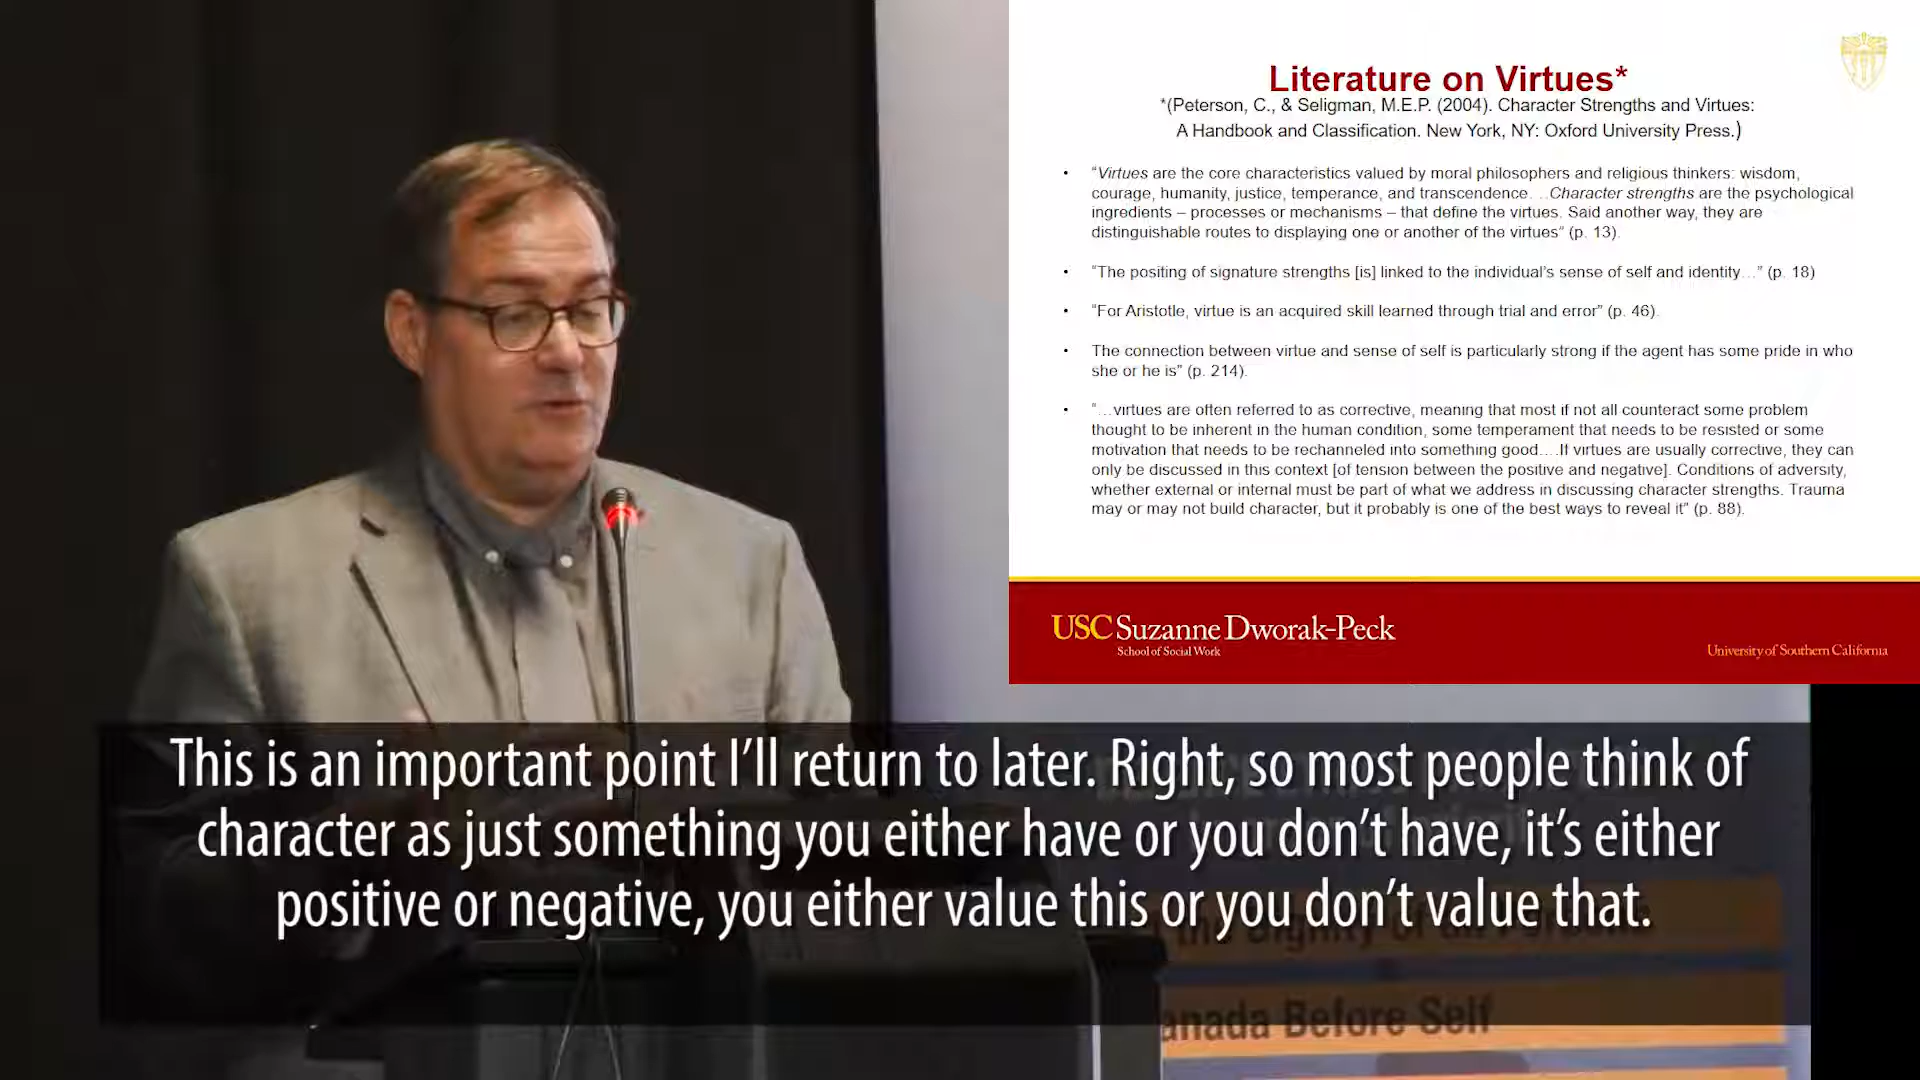 Literature on Virtues*
*(Peterson, C., & Seligman, M.E.P. (2004). Character Strengths and Virtues:
A Handbook and Classification. New York, NY: Oxford University Press.)
• “Virtues are the core characteristics valued by moral philosophers and religious thinkers: wisdom,
courage, humanity, justice, temperance, and transcendence. ..Character strengths are the psychological
ingredients – processes or mechanisms – that define the virtues. Said another way, they are
distinguishable routes to displaying one or another of the virtues” (p. 13).
• “The positing of signature strengths [is] linked to the individual’s sense of self and identity…” (p. 18)
• “For Aristotle, virtue is an acquired skill learned through trial and error” (p. 46).
• The connection between virtue and sense of self is particularly strong if the agent has some pride in who
she or he is” (p. 214).
• “…virtues are often referred to as corrective, meaning that most if not all counteract some problem
thought to be inherent in the human condition, some temperament that needs to be resisted or some
motivation that needs to be rechanneled into something good….If virtues are usually corrective, they can
only be discussed in this context [of tension between the positive and negative]. Conditions of adversity,
whether external or internal must be part of what we address in discussing character strengths. Trauma
may or may not build character, but it probably is one of the best ways to reveal it” (p. 88).
USC Suzanne Dworak-Peck
School of Social Work
University of Southern California
This is an important point I’ll return to later. Right, so most people think of
character as just something you either have or you don’t have, it’s either
positive or negative, you either value this or you don’t value that.
the Dignity of all Persons
anada Before Self